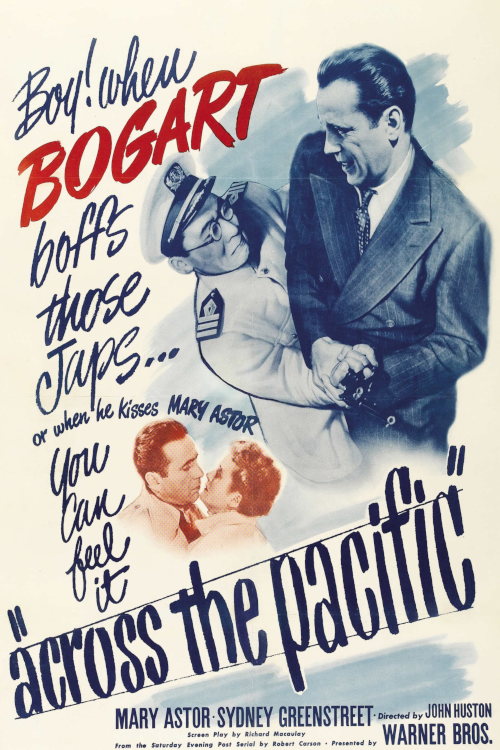 Boy! when
BOGART
boffs
those
Japs...
or when he kisses MARY ASTOR
you
can
feel
it
"across the pacific"
MARY ASTOR · SYDNEY GREENSTREET · Directed by JOHN HUSTON
Screen Play by Richard Macaulay
From the Saturday Evening Post Serial by Robert Carson · Presented by WARNER BROS.